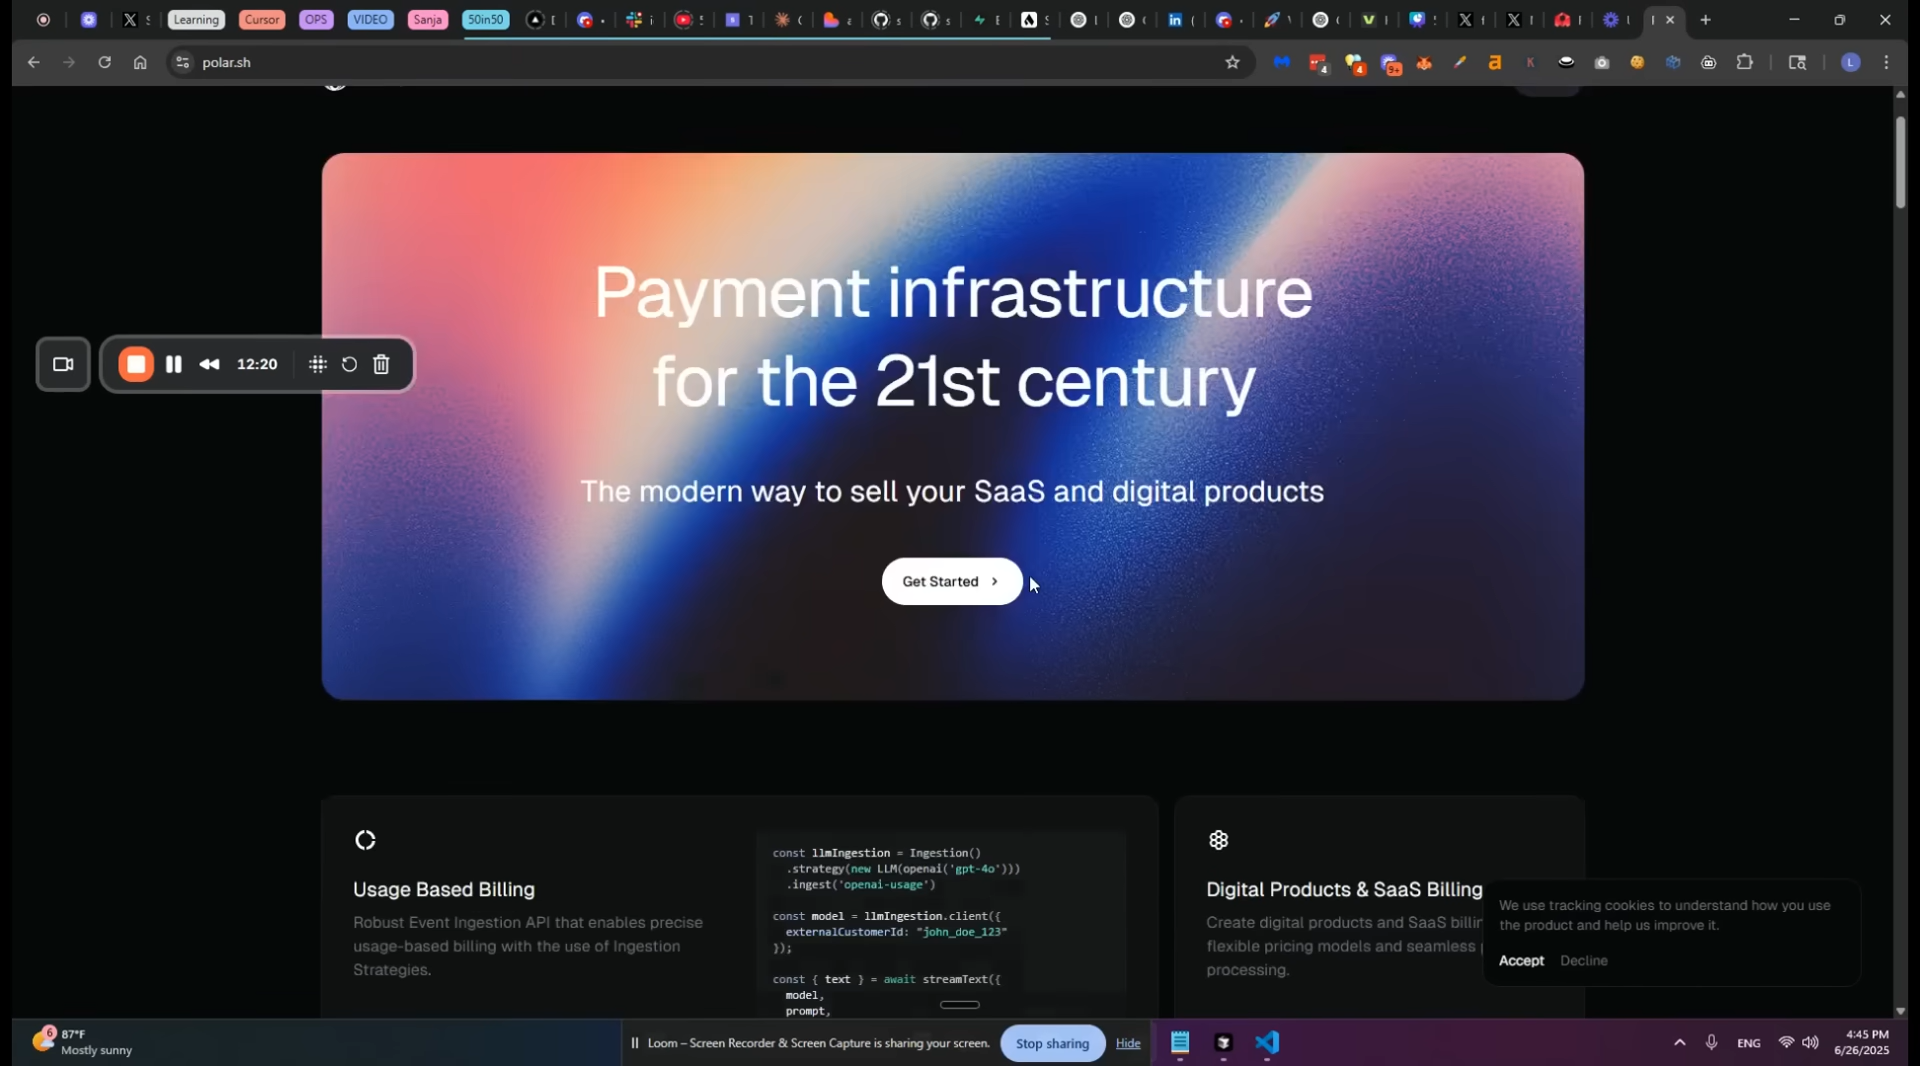 Learning
Cursor
OPS
VIDEO
Sanja
50in50
polar.sh
4
4
9+
L
12:20
Payment infrastructure
for the 21st century
The modern way to sell your SaaS and digital products
Get Started
Usage Based Billing
Robust Event Ingestion API that enables precise
usage-based billing with the use of Ingestion
Strategies.
const llmIngestion = Ingestion()
.strategy(new LLM(openai('gpt-4o')))
.ingest('openai-usage')
const model = llmIngestion.client({
externalCustomerId: "john_doe_123"
});
const { text } = await streamText({
model,
prompt,
Digital Products & SaaS Billing
Create digital products and SaaS
flexible pricing models and seamless
processing.
We use tracking cookies to understand how you use
the product and help us improve it.
Accept Decline
6
87°F
Mostly sunny
Loom – Screen Recorder & Screen Capture is sharing your screen.
Stop sharing
Hide
ENG
4:45 PM
6/26/2025